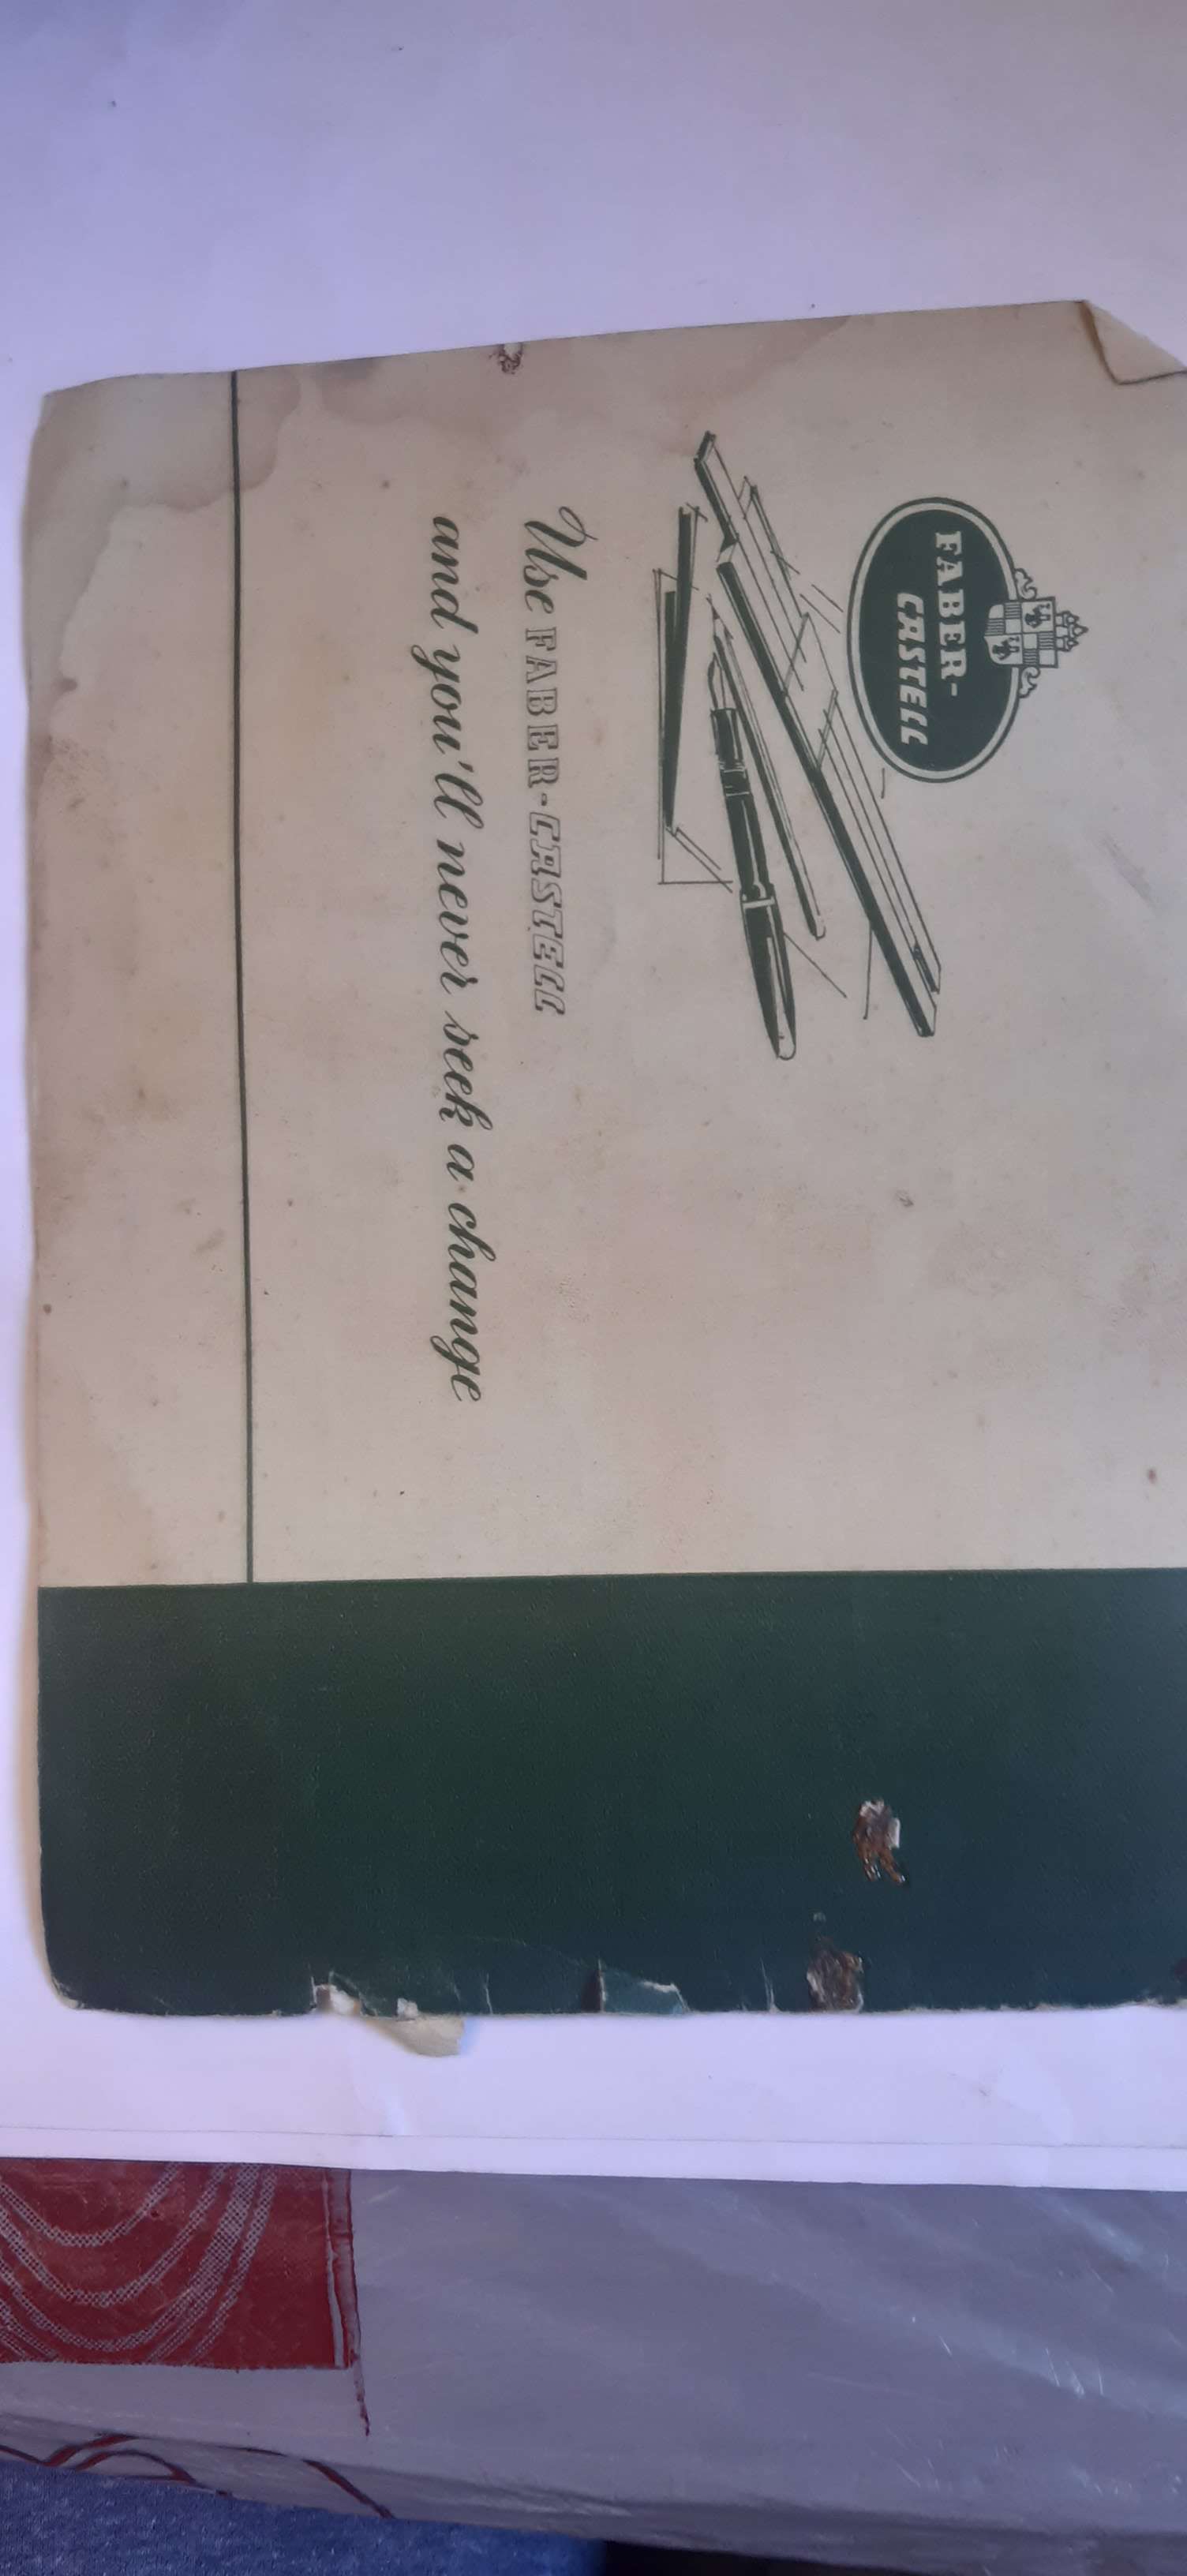 FABER-
CASTELL
Use FABER-CASTELL
and you'll never seek a change